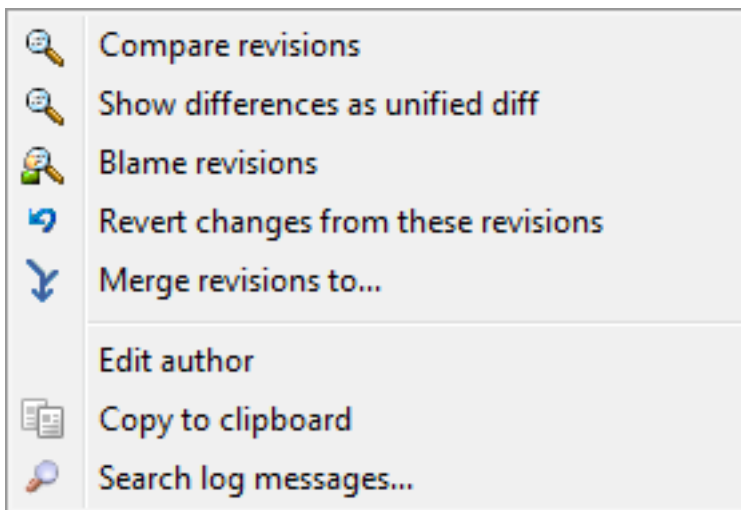 Compare revisions
Show differences as unified diff
Blame revisions
Revert changes from these revisions
Merge revisions to...
Edit author
Copy to clipboard
Search log messages...